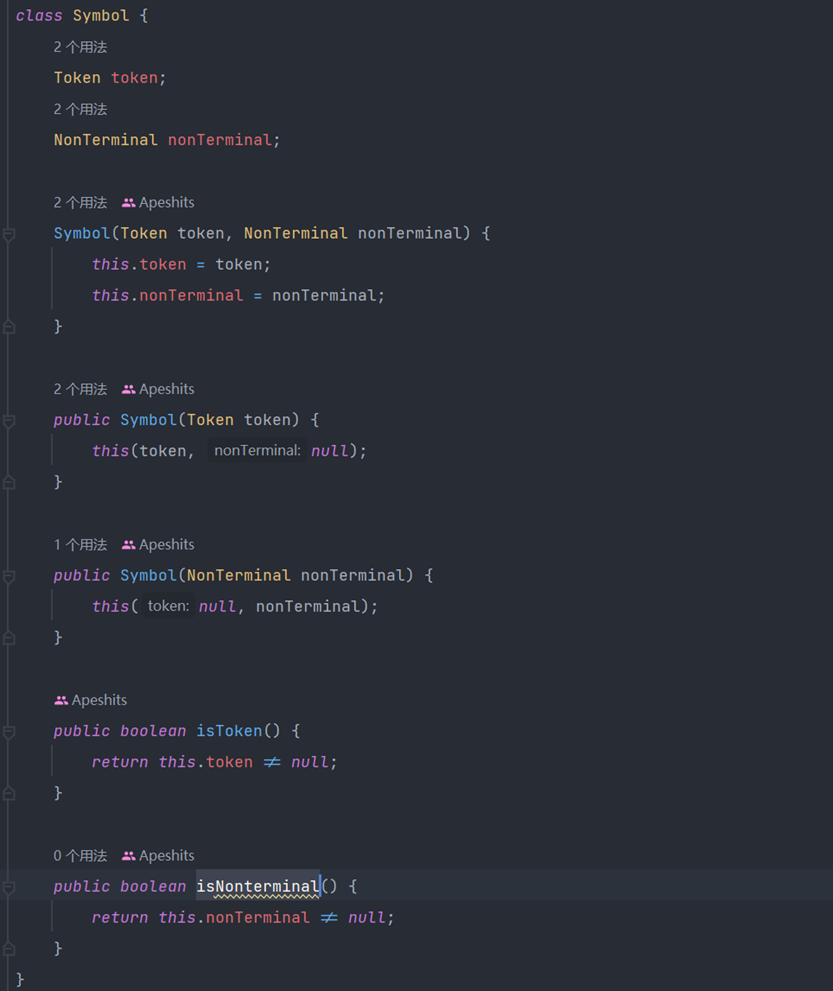 class Symbol {
2 个用法
Token token;
2 个用法
NonTerminal nonTerminal;
2 个用法 Apeshits
Symbol(Token token, NonTerminal nonTerminal) {
this.token = token;
this.nonTerminal = nonTerminal;
}
2 个用法 Apeshits
public Symbol(Token token) {
this(token, nonTerminal: null);
}
1 个用法 Apeshits
public Symbol(NonTerminal nonTerminal) {
this( token: null, nonTerminal);
}
Apeshits
public boolean isToken() {
return this.token ≠ null;
}
0 个用法 Apeshits
public boolean isNonterminal() {
return this.nonTerminal ≠ null;
}
}